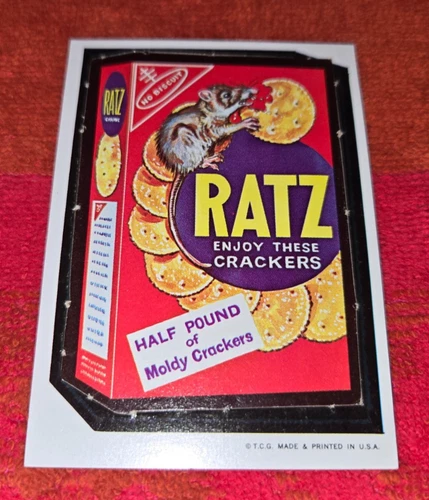 NO BISCUIT
RATZ
RATZ
ENJOY THESE
CRACKERS
HALF POUND
of
Moldy Crackers
© T.C.G. MADE & PRINTED IN U.S.A.